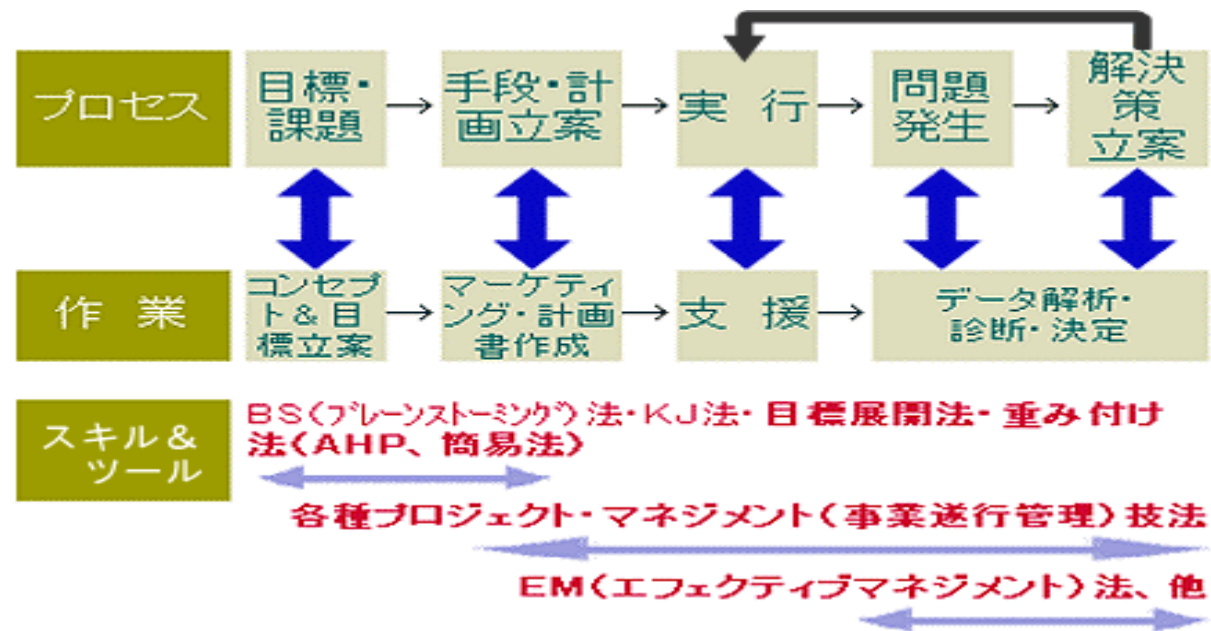 プロセス
目標・
課題
手段・計
画立案
実 行
問題
発生
解決
策
立案
作 業
コンセプ
ト&目
標立案
マーケティ
ング・計画
書作成
支 援
データ解析・
診断・決定
スキル&
ツール
BS(ブレーンストーミング)法・KJ法・目標展開法・重み付け
法(AHP、簡易法)
各種プロジェクト・マネジメント(事業遂行管理)技法
EM(エフェクティブマネジメント)法、他